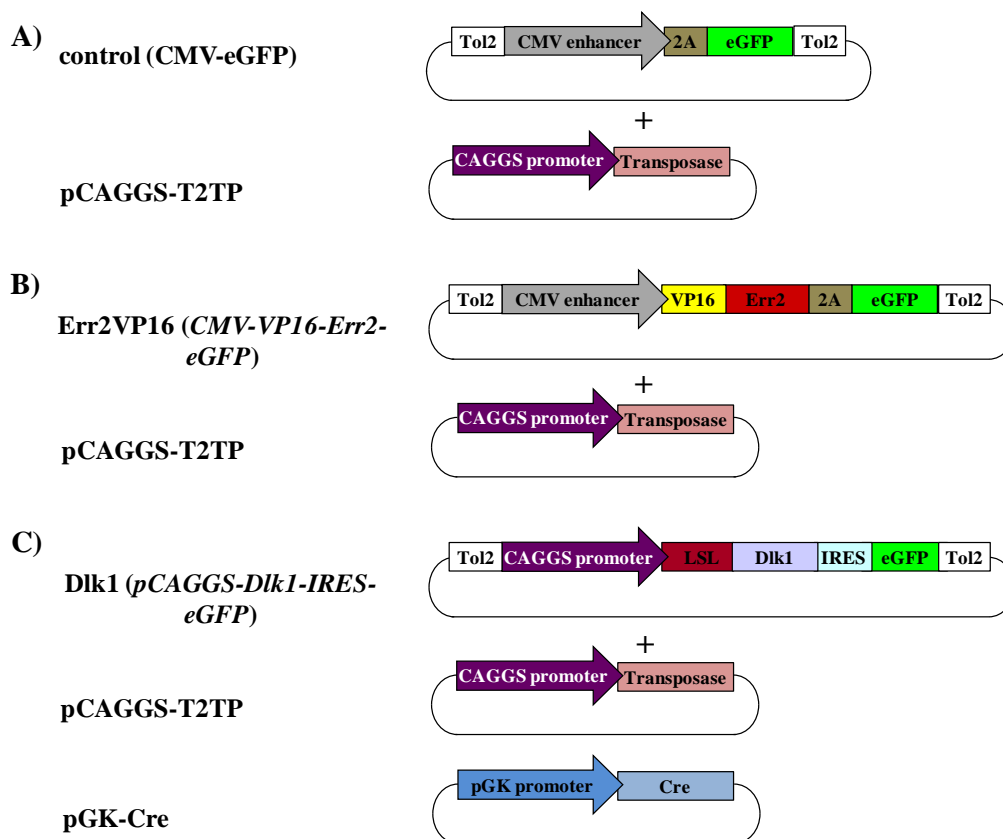 A)
control (CMV-eGFP)
Tol2 CMV enhancer 2A eGFP Tol2
+
pCAGGS-T2TP
CAGGS promoter Transposase
B)
Err2VP16 (CMV-VP16-Err2-
eGFP)
Tol2 CMV enhancer VP16 Err2 2A eGFP Tol2
+
pCAGGS-T2TP
CAGGS promoter Transposase
C)
Dlk1 (pCAGGS-Dlk1-IRES-
eGFP)
Tol2 CAGGS promoter LSL Dlk1 IRES eGFP Tol2
+
pCAGGS-T2TP
CAGGS promoter Transposase
pGK-Cre
pGK promoter Cre